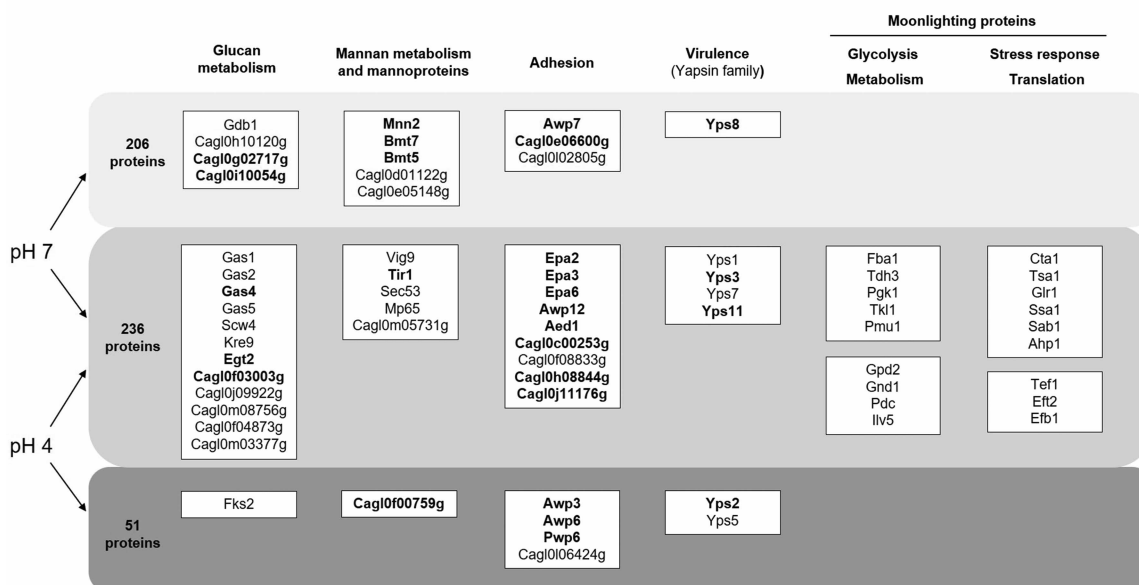 Moonlighting proteins
Glucan
metabolism
Mannan metabolism
and mannoproteins
Adhesion
Virulence
(Yapsin family)
Glycolysis
Metabolism
Stress response
Translation
pH 7
pH 4
206
proteins
Gdb1
Cagl0h10120g
Cagl0g02717g
Cagl0i10054g
Mnn2
Bmt7
Bmt5
Cagl0d01122g
Cagl0e05148g
Awp7
Cagl0e06600g
Cagl0l02805g
Yps8
236
proteins
Gas1
Gas2
Gas4
Gas5
Scw4
Kre9
Egt2
Cagl0f03003g
Cagl0j09922g
Cagl0m08756g
Cagl0f04873g
Cagl0m03377g
Vig9
Tir1
Sec53
Mp65
Cagl0m05731g
Epa2
Epa3
Epa6
Awp12
Aed1
Cagl0c00253g
Cagl0f08833g
Cagl0h08844g
Cagl0j11176g
Yps1
Yps3
Yps7
Yps11
Fba1
Tdh3
Pgk1
Tkl1
Pmu1
Gpd2
Gnd1
Pdc
Ilv5
Cta1
Tsa1
Glr1
Ssa1
Sab1
Ahp1
Tef1
Eft2
Efb1
51
proteins
Fks2
Cagl0f00759g
Awp3
Awp6
Pwp6
Cagl0l06424g
Yps2
Yps5